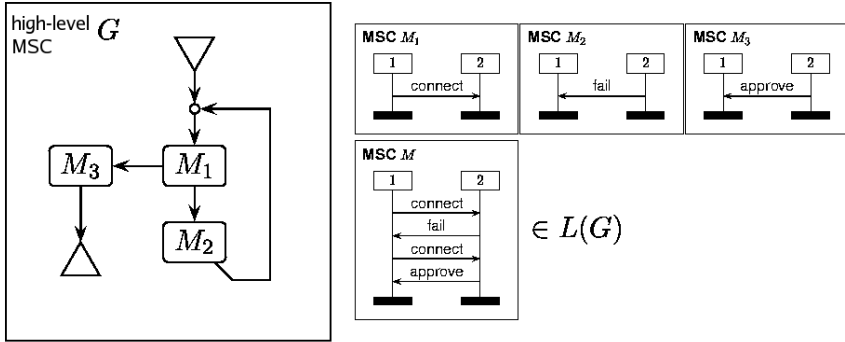 high-level G
MSC
M₃
M₁
M₂
MSC M₁
1 2
connect
MSC M₂
1 2
fail
MSC M₃
1 2
approve
MSC M
1 2
connect
fail
connect
approve
∈ L(G)